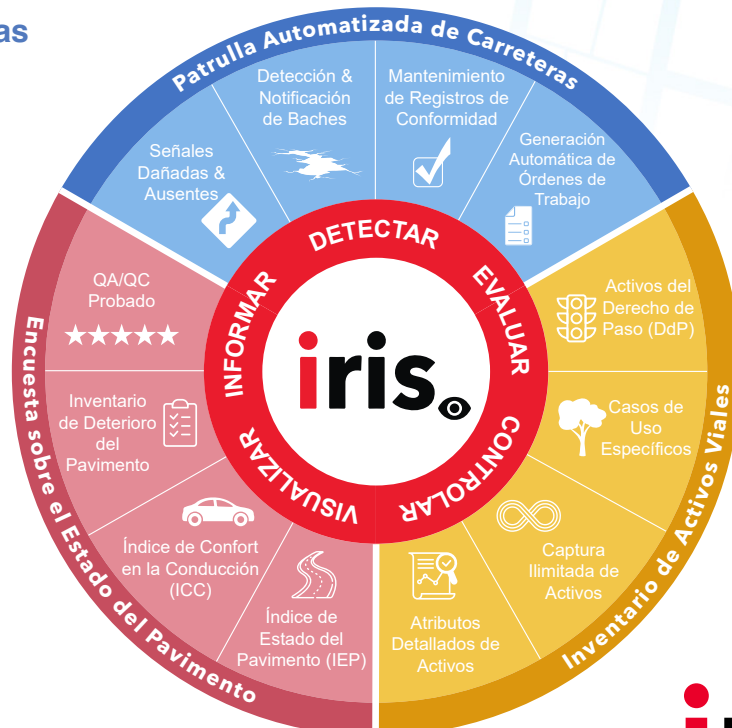 as
Patrulla Automatizada de Carreteras
Señales
Dañadas &
Ausentes
Detección &
Notificación
de Baches
Mantenimiento
de Registros de
Conformidad
Generación
Automática de
Órdenes de
Trabajo
Inventario de Activos Viales
Activos del
Derecho de
Paso (DdP)
Casos de
Uso
Específicos
Captura
Ilimitada de
Activos
Atributos
Detallados de
Activos
Encuesta sobre el Estado del Pavimento
QA/QC
Probado
Inventario
de Deterioro
del
Pavimento
Índice de Confort
en la Conducción
(ICC)
Índice de
Estado del
Pavimento (IEP)
INFORMAR
DETECTAR
EVALUAR
CONTROLAR
VISUALIZAR
iris